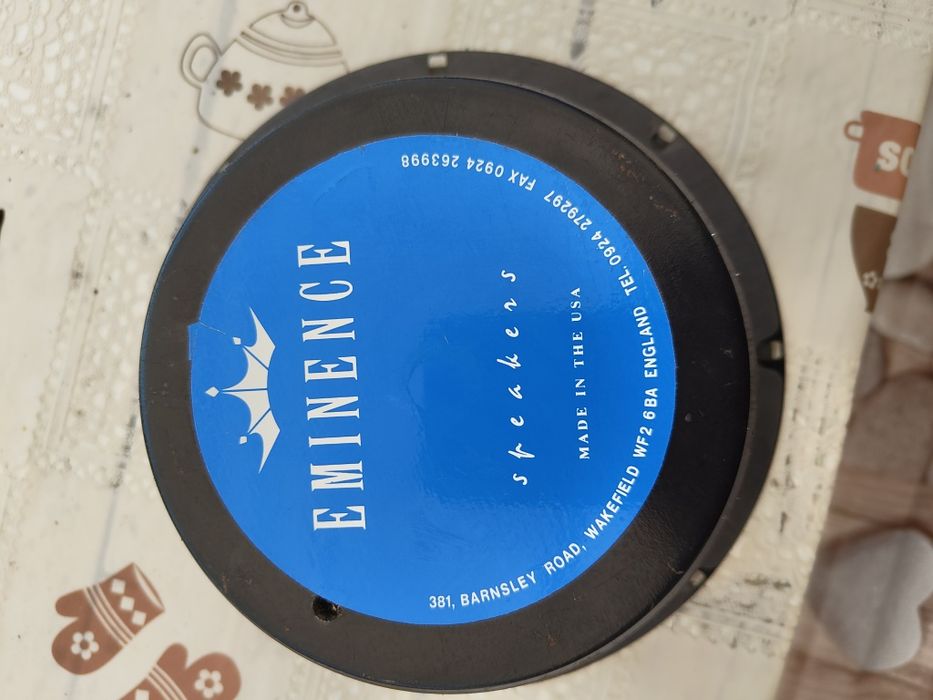 EMINENCE
speakers
MADE IN THE USA
381, BARNSLEY ROAD, WAKEFIELD WF2 6BA ENGLAND TEL. 0924 279297 FAX 0924 263998